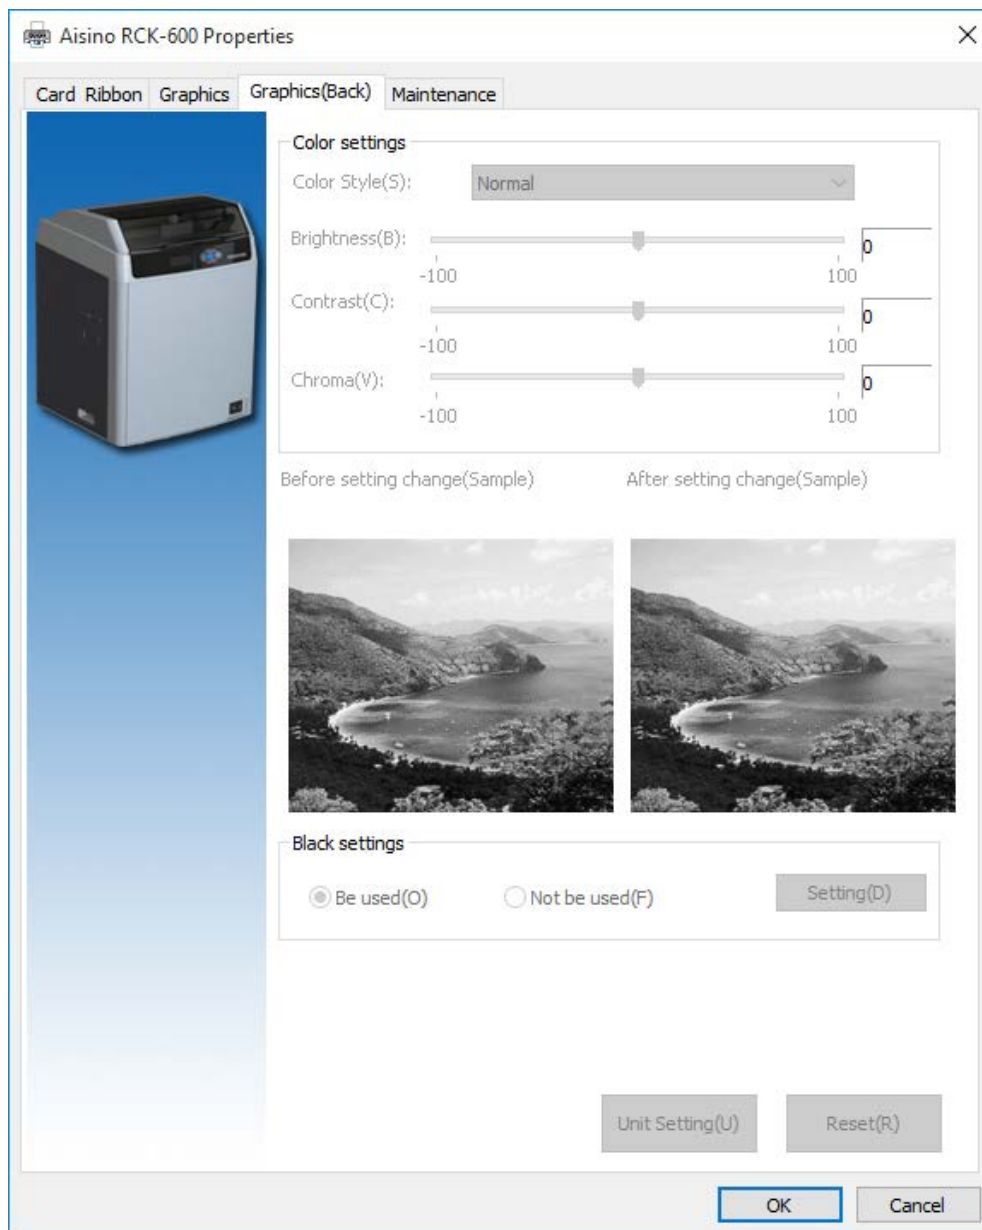 Aisino RCK-600 Properties
Card Ribbon Graphics Graphics(Back) Maintenance
Color settings
Color Style(S): Normal
Brightness(B): 0
-100 100
Contrast(C): 0
-100 100
Chroma(V): 0
-100 100
Before setting change(Sample) After setting change(Sample)
Black settings
Be used(O) Not be used(F) Setting(D)
Unit Setting(U) Reset(R)
OK Cancel